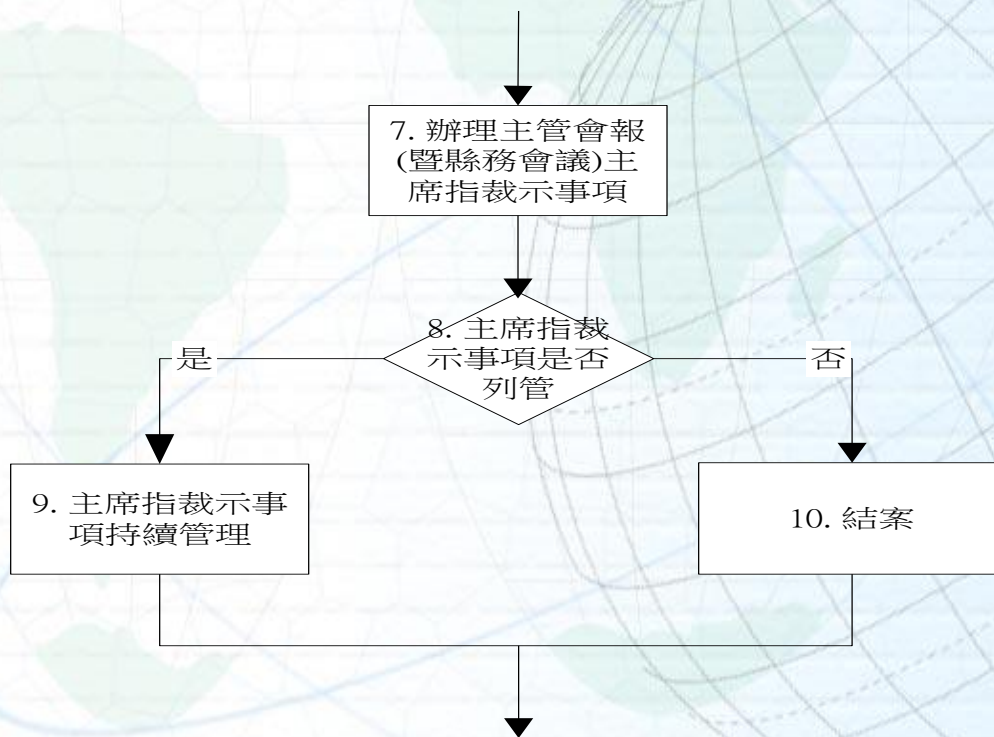 7. 辦理主管會報
(暨縣務會議)主
席指裁示事項
8. 主席指裁
示事項是否
列管
是
否
9. 主席指裁示事
項持續管理
10. 結案